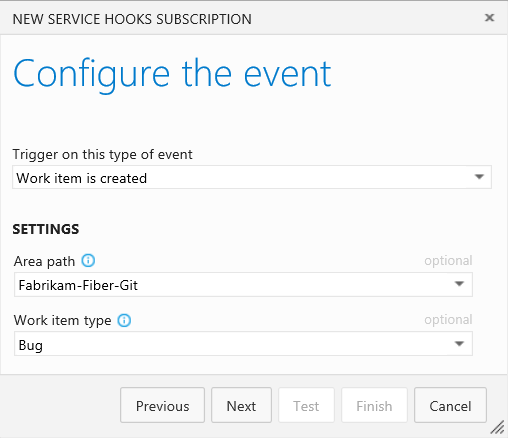 NEW SERVICE HOOKS SUBSCRIPTION
Configure the event
Trigger on this type of event
Work item is created
SETTINGS
Area path optional
Fabrikam-Fiber-Git
Work item type optional
Bug
Previous Next Test Finish Cancel